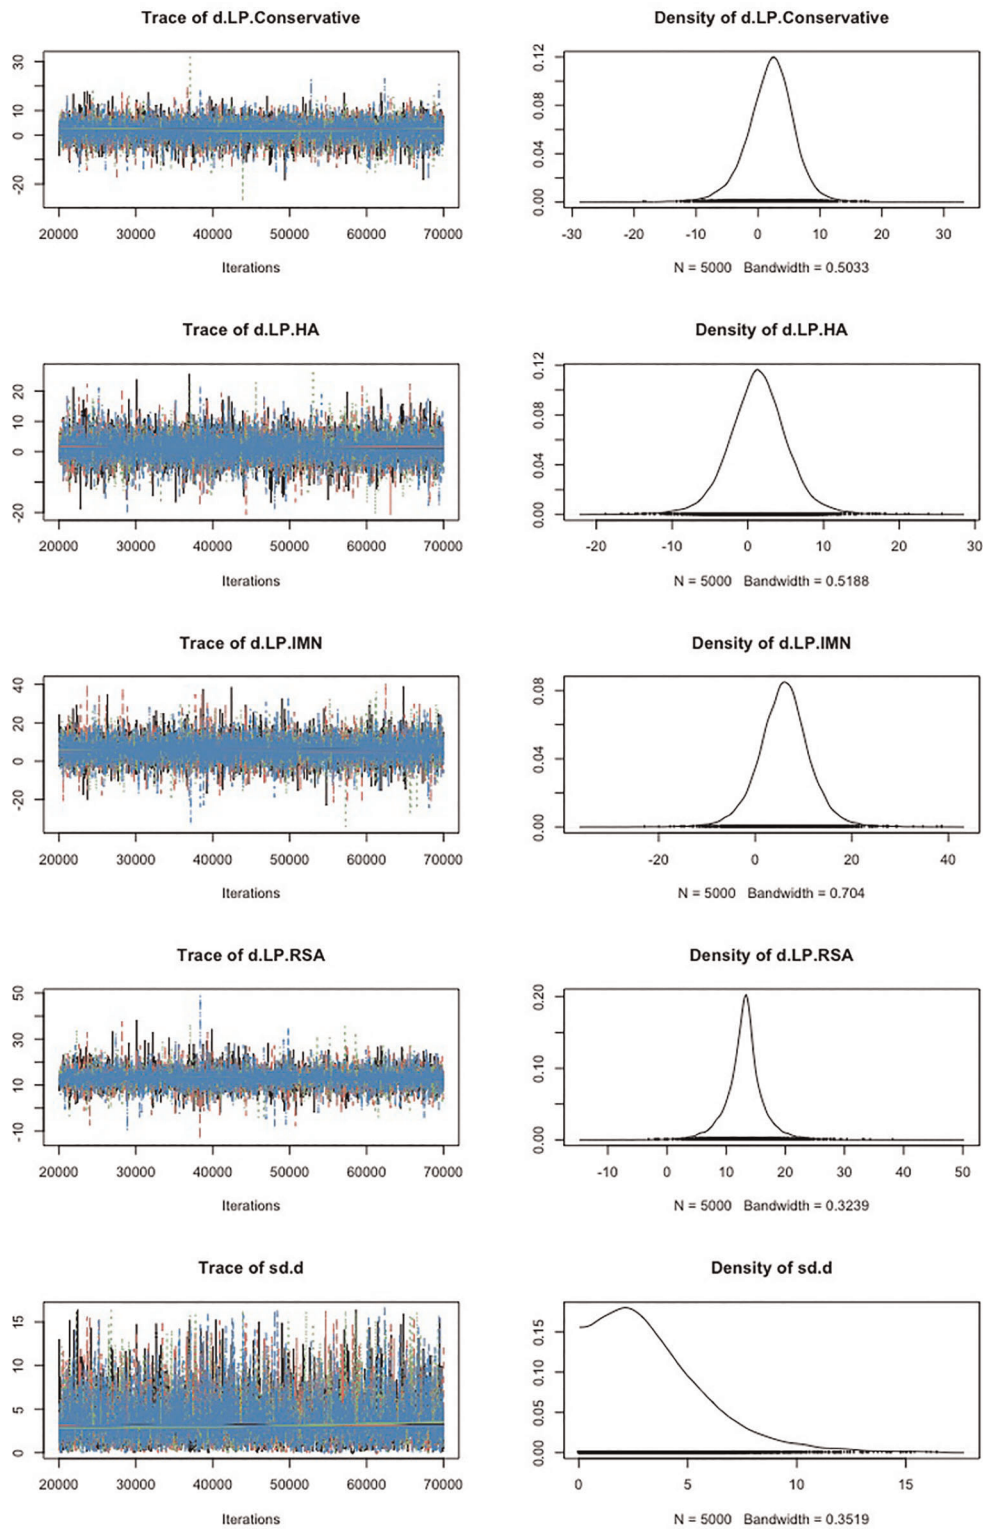 Trace of d.LP.Conservative
30
10
0
-20
20000 30000 40000 50000 60000 70000
Iterations
Density of d.LP.Conservative
0.12
0.08
0.04
0.00
-30 -20 -10 0 10 20 30
N = 5000 Bandwidth = 0.5033
Trace of d.LP.HA
20
10
0
-20
20000 30000 40000 50000 60000 70000
Iterations
Density of d.LP.HA
0.12
0.08
0.04
0.00
-20 -10 0 10 20 30
N = 5000 Bandwidth = 0.5188
Trace of d.LP.IMN
40
20
0
-20
20000 30000 40000 50000 60000 70000
Iterations
Density of d.LP.IMN
0.08
0.04
0.00
-20 0 20 40
N = 5000 Bandwidth = 0.704
Trace of d.LP.RSA
50
30
10
-10
20000 30000 40000 50000 60000 70000
Iterations
Density of d.LP.RSA
0.20
0.10
0.00
-10 0 10 20 30 40 50
N = 5000 Bandwidth = 0.3239
Trace of sd.d
15
10
5
0
20000 30000 40000 50000 60000 70000
Iterations
Density of sd.d
0.15
0.10
0.05
0.00
0 5 10 15
N = 5000 Bandwidth = 0.3519